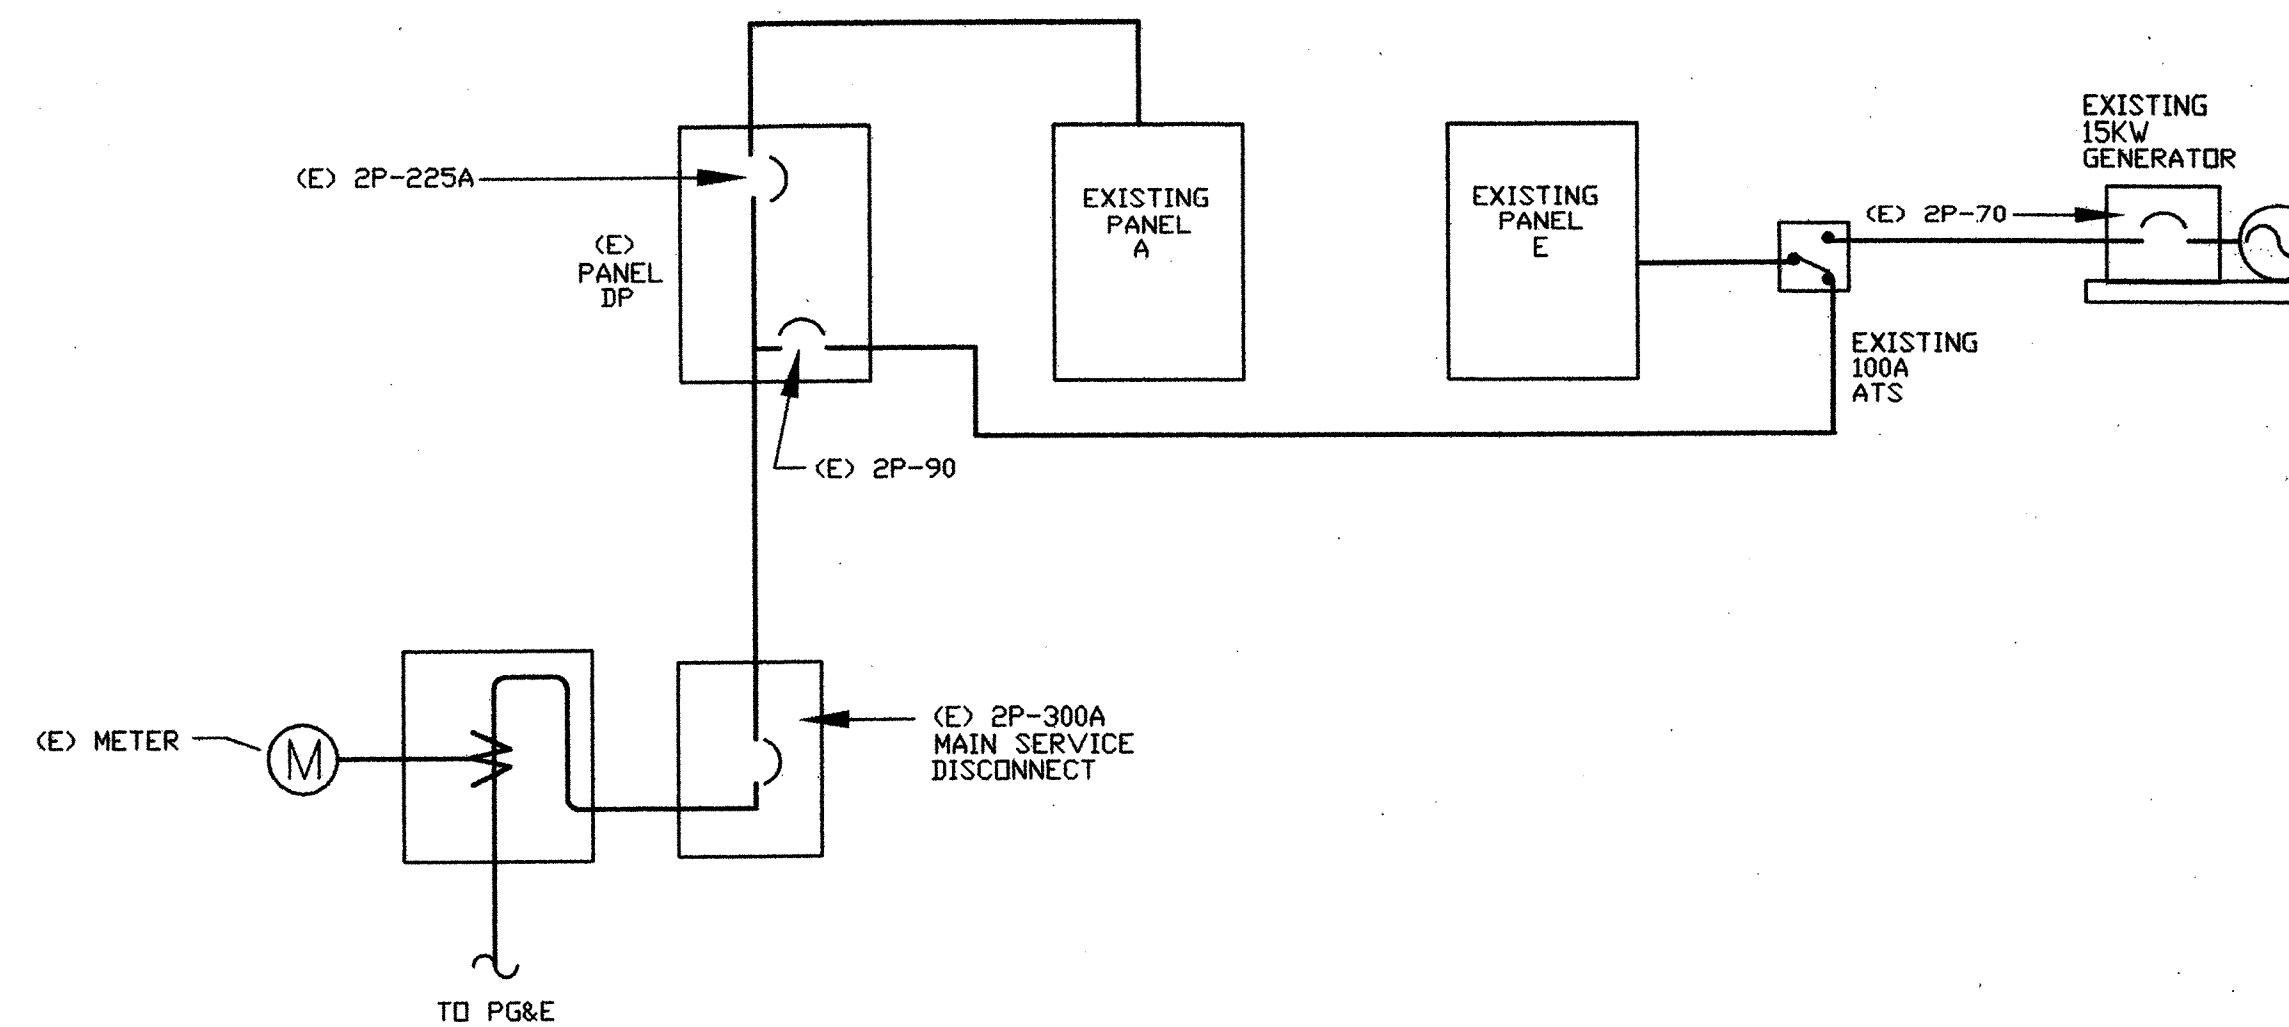 EXISTING
15KW
GENERATOR
(E) 2P-225A
EXISTING
PANEL
A
EXISTING
PANEL
E
(E) 2P-70
(E)
PANEL
DP
EXISTING
100A
ATS
(E) 2P-90
(E) METER
M
(E) 2P-300A
MAIN SERVICE
DISCONNECT
TO PG&E